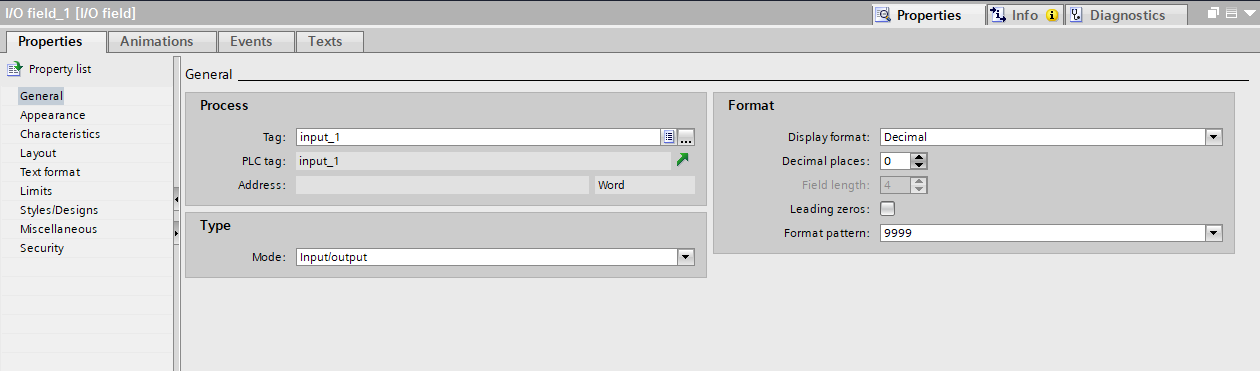 I/O field_1 [I/O field]
Properties Info Diagnostics
Properties Animations Events Texts
Property list
General
Appearance
Characteristics
Layout
Text format
Limits
Styles/Designs
Miscellaneous
Security
General
Process
Tag: input_1 ...
PLC tag: input_1
Address: Word
Type
Mode: Input/output
Format
Display format: Decimal
Decimal places: 0
Field length: 4
Leading zeros:
Format pattern: 9999